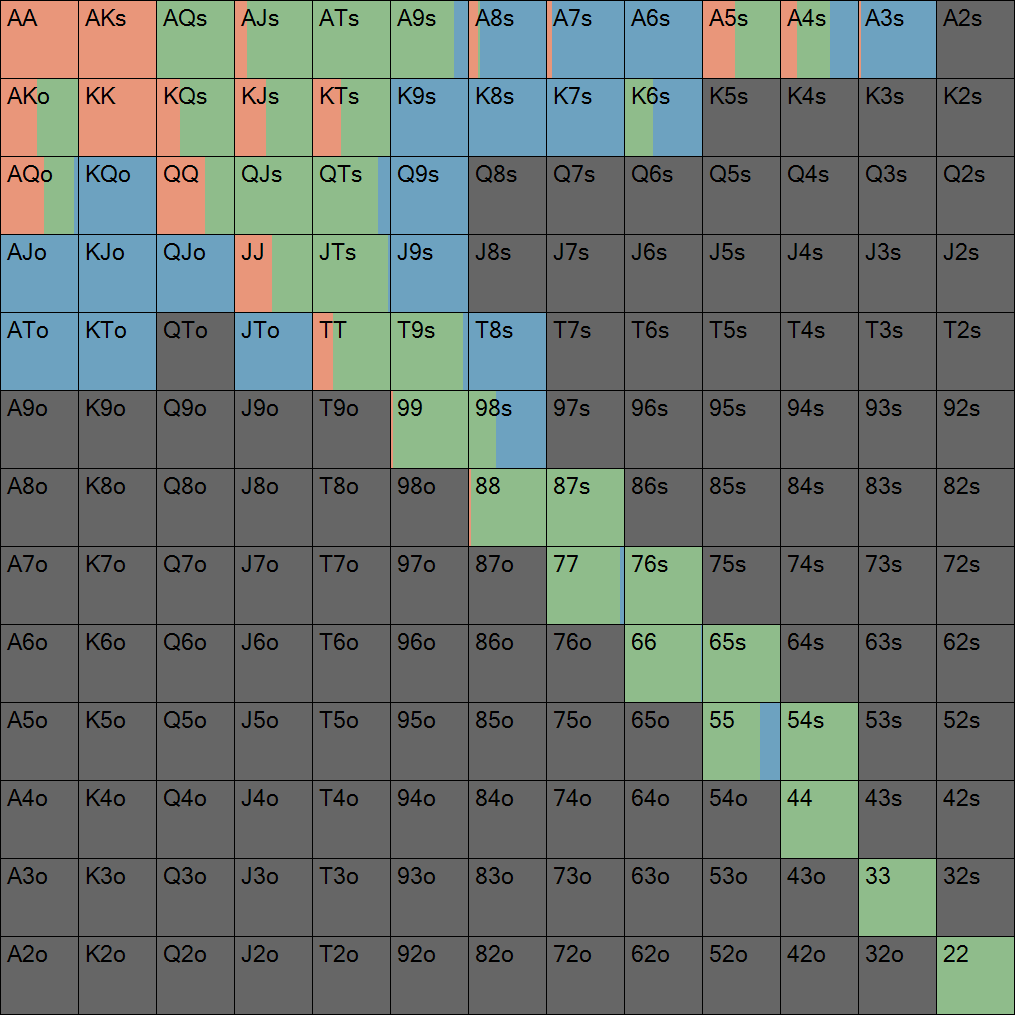 AA AKs AQs AJs ATs A9s A8s A7s A6s A5s A4s A3s A2s
AKo KK KQs KJs KTs K9s K8s K7s K6s K5s K4s K3s K2s
AQo KQo QQ QJs QTs Q9s Q8s Q7s Q6s Q5s Q4s Q3s Q2s
AJo KJo QJo JJ JTs J9s J8s J7s J6s J5s J4s J3s J2s
ATo KTo QTo JTo TT T9s T8s T7s T6s T5s T4s T3s T2s
A9o K9o Q9o J9o T9o 99 98s 97s 96s 95s 94s 93s 92s
A8o K8o Q8o J8o T8o 98o 88 87s 86s 85s 84s 83s 82s
A7o K7o Q7o J7o T7o 97o 87o 77 76s 75s 74s 73s 72s
A6o K6o Q6o J6o T6o 96o 86o 76o 66 65s 64s 63s 62s
A5o K5o Q5o J5o T5o 95o 85o 75o 65o 55 54s 53s 52s
A4o K4o Q4o J4o T4o 94o 84o 74o 64o 54o 44 43s 42s
A3o K3o Q3o J3o T3o 93o 83o 73o 63o 53o 43o 33 32s
A2o K2o Q2o J2o T2o 92o 82o 72o 62o 52o 42o 32o 22